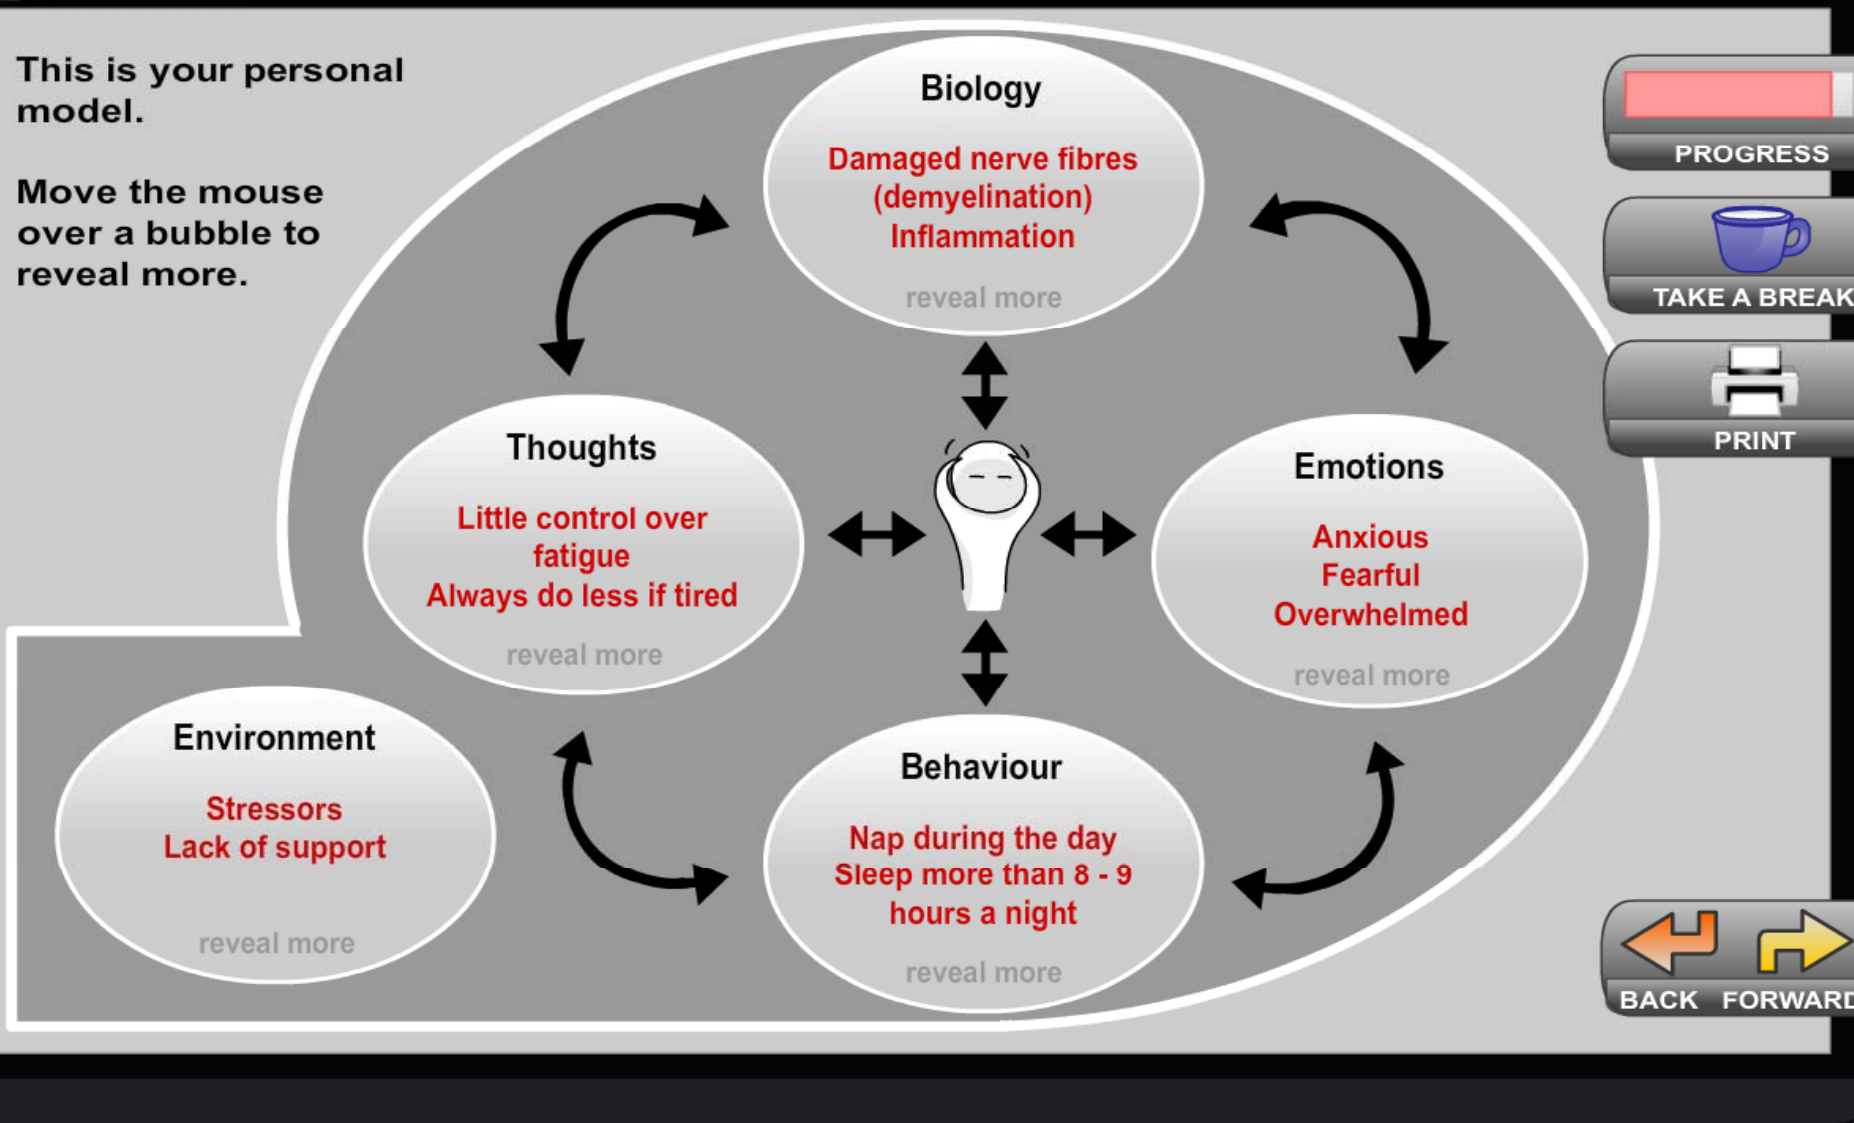 This is your personal
model.
Move the mouse
over a bubble to
reveal more.
Biology
Damaged nerve fibres
(demyelination)
Inflammation
reveal more
Thoughts
Little control over
fatigue
Always do less if tired
reveal more
Emotions
Anxious
Fearful
Overwhelmed
reveal more
Environment
Stressors
Lack of support
reveal more
Behaviour
Nap during the day
Sleep more than 8 - 9
hours a night
reveal more
PROGRESS
TAKE A BREAK
PRINT
BACK FORWARD